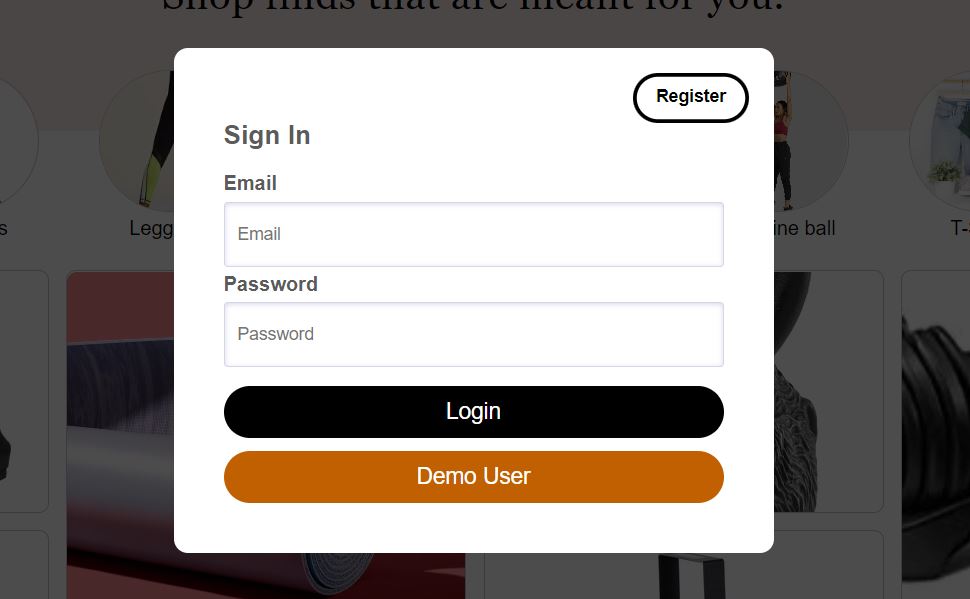 Shop finds that are meant for you.
Register
Sign In
Email
Email
Legg
ine ball
T-
s
Password
Password
Login
Demo User